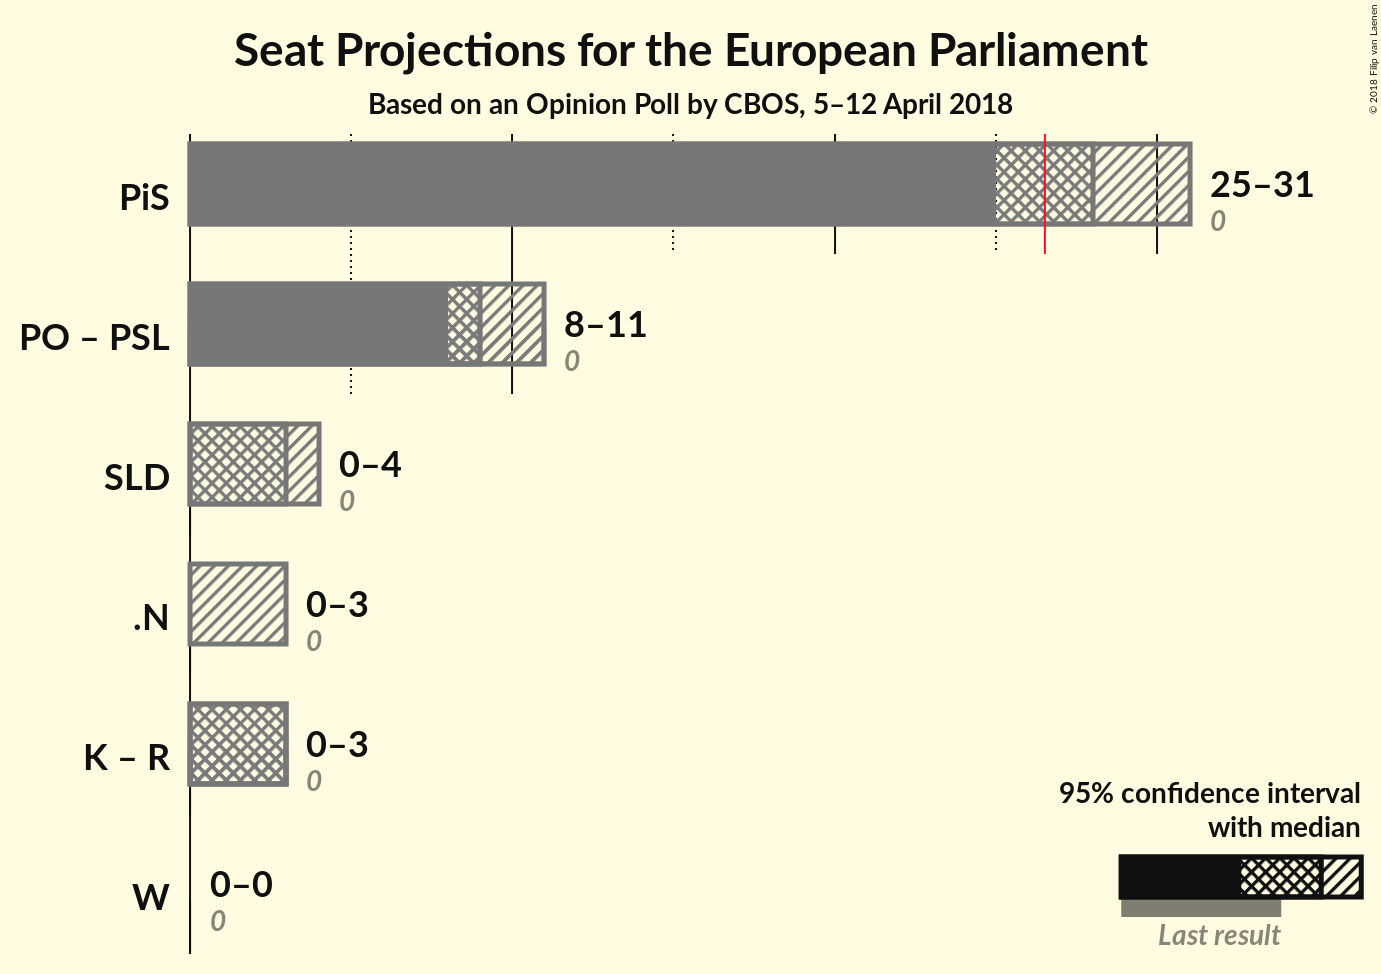 Seat Projections for the European Parliament
Based on an Opinion Poll by CBOS, 5–12 April 2018
© 2018 Filip van Laenen
PiS
25–31
0
PO – PSL
8–11
0
SLD
0–4
0
.N
0–3
0
K – R
0–3
0
W
0–0
0
95% confidence interval
with median
Last result